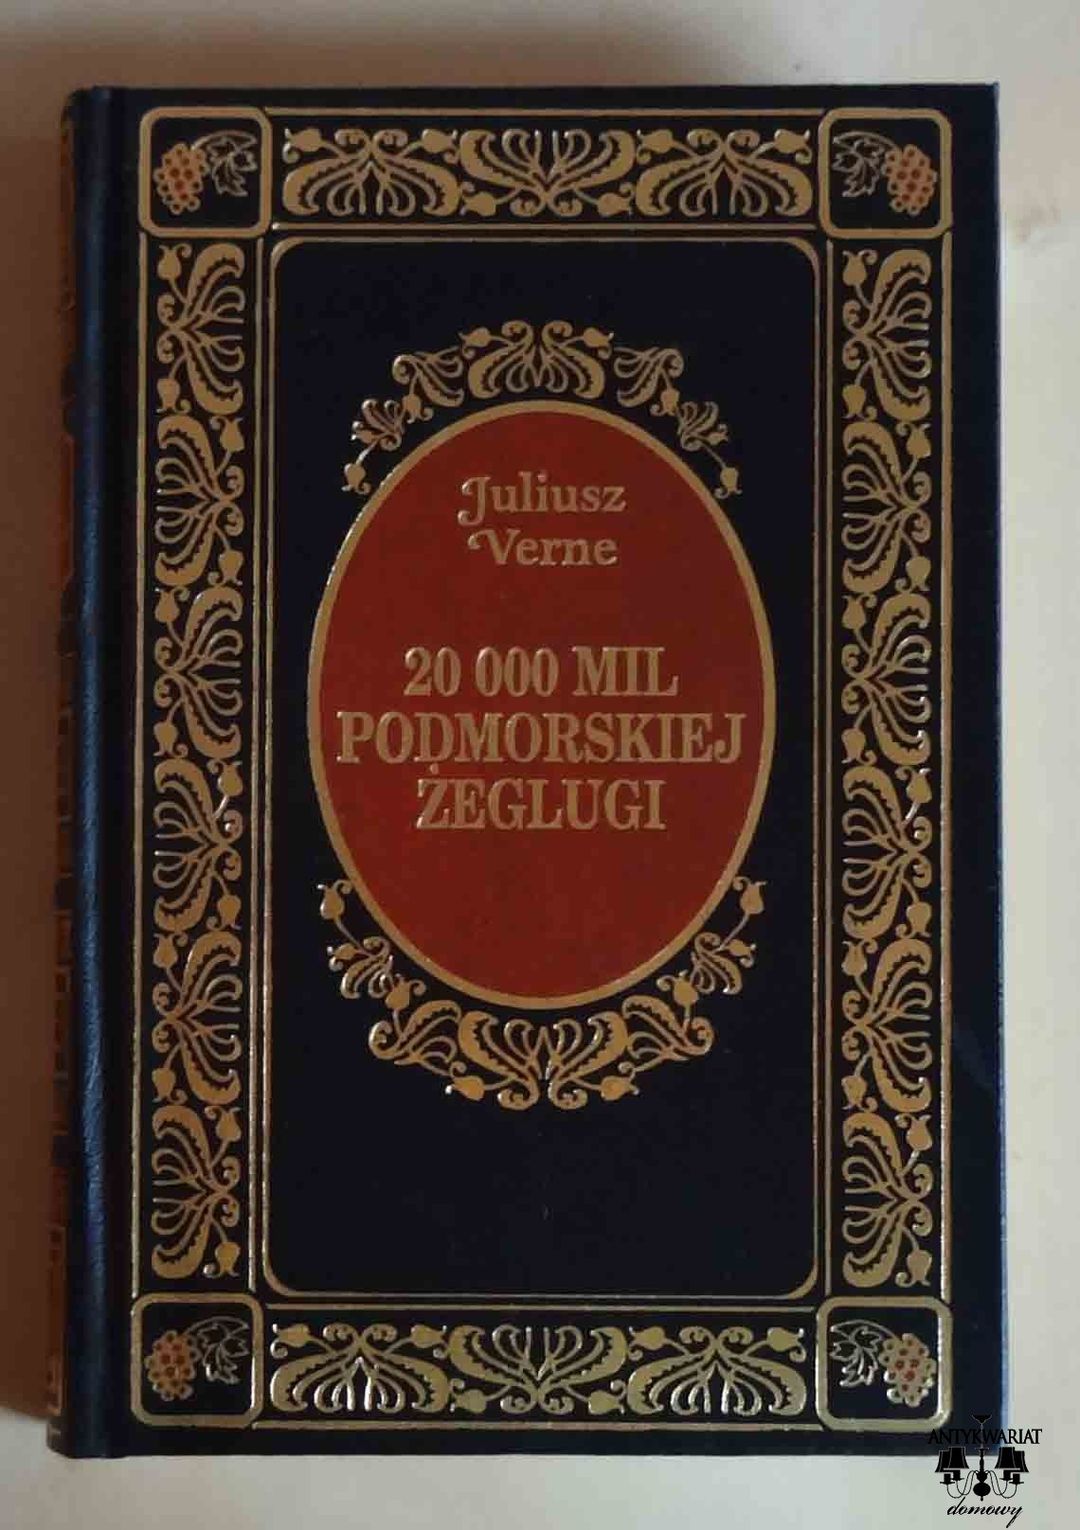 Juliusz
Verne
20 000 MIL
PODMORSKIEJ
ŻEGLUGI
ANTYKWARIAT
domowy